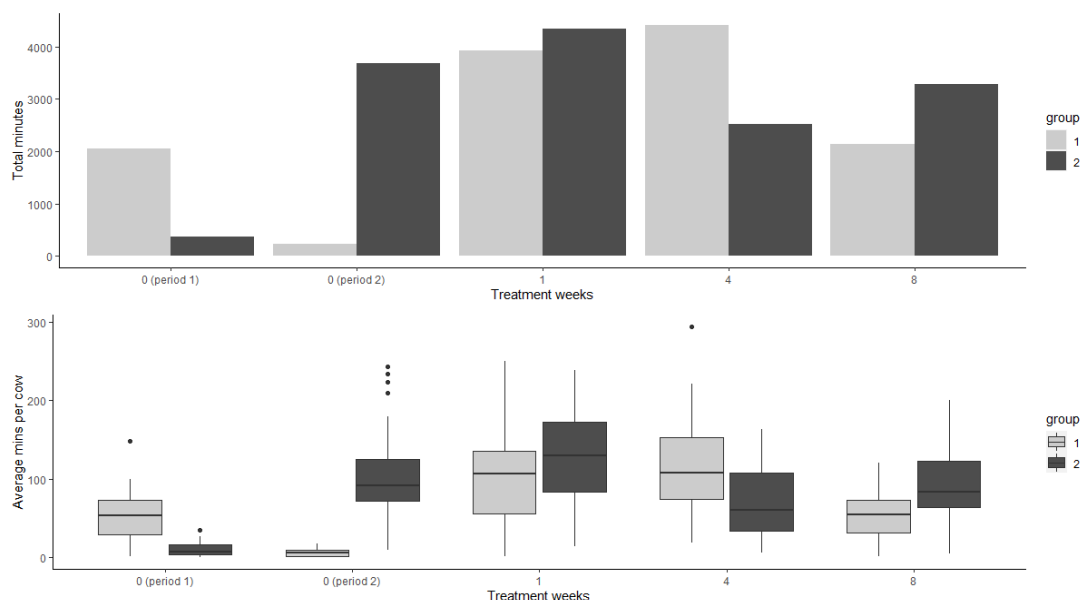 Total minutes
4000
3000
2000
1000
0
0 (period 1) 0 (period 2) 1 4 8
Treatment weeks
group
1
2
Average mins per cow
300
200
100
0
0 (period 1) 0 (period 2) 1 4 8
Treatment weeks
group
1
2